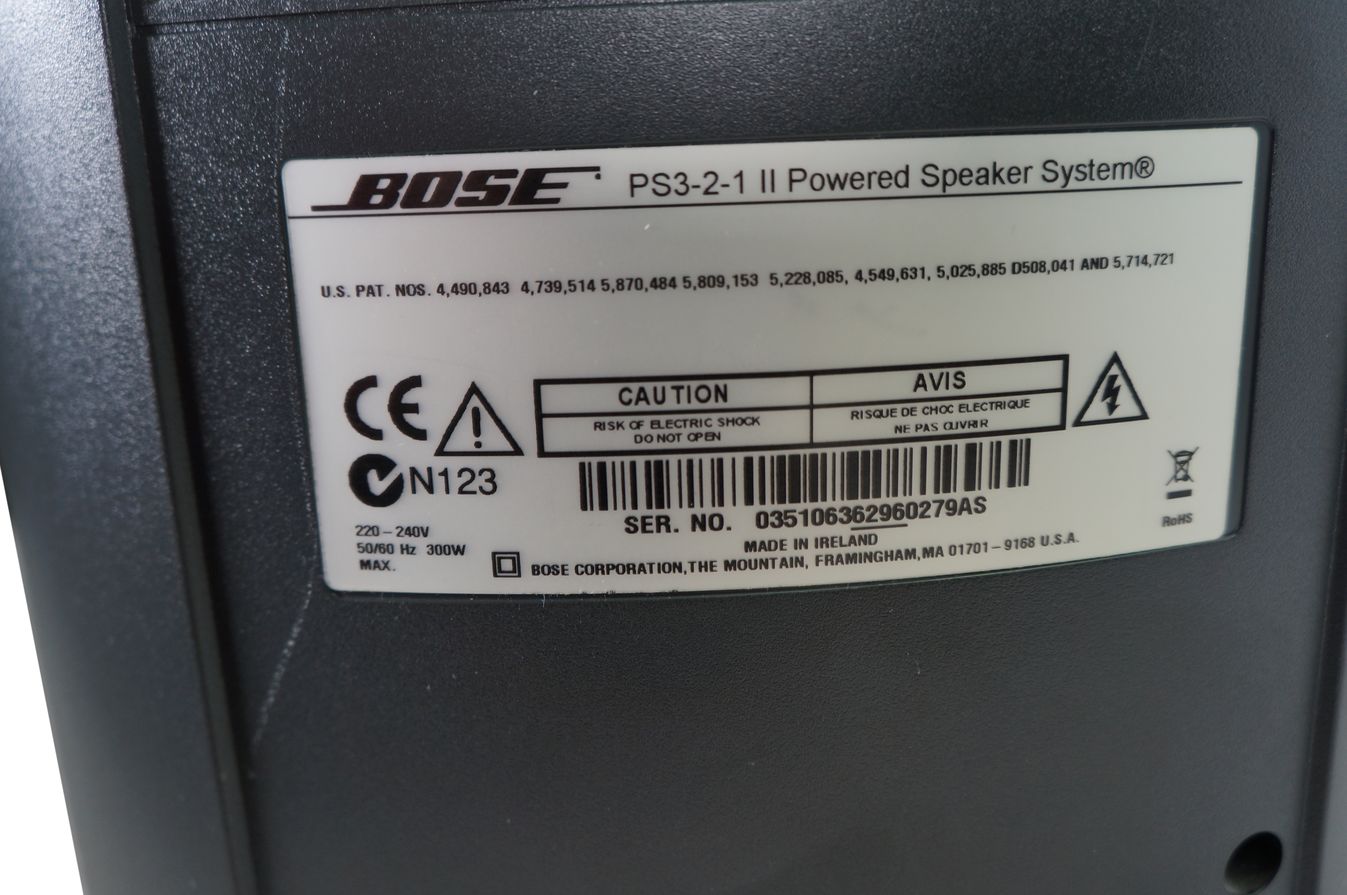 BOSE PS3-2-1 II Powered Speaker System®
U.S. PAT. NOS. 4,490,843 4,739,514 5,870,484 5,809,153 5,228,085, 4,549,631, 5,025,885 D508,041 AND 5,714,721
CE
CAUTION
RISK OF ELECTRIC SHOCK
DO NOT OPEN
AVIS
RISQUE DE CHOC ELECTRIQUE
NE PAS OUVRIR
N123
SER. NO. 035106362960279AS
220-240V
50/60 Hz 300W
MAX.
MADE IN IRELAND
BOSE CORPORATION, THE MOUNTAIN, FRAMINGHAM, MA 01701-9168 U.S.A.
RoHS